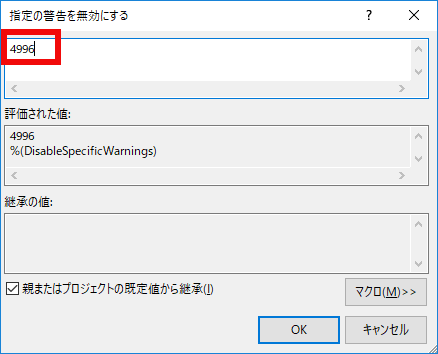 指定の警告を無効にする
4996
評価された値:
4996
%(DisableSpecificWarnings)
継承の値:
親またはプロジェクトの既定値から継承(I)
マクロ(M)>>
OK
キャンセル